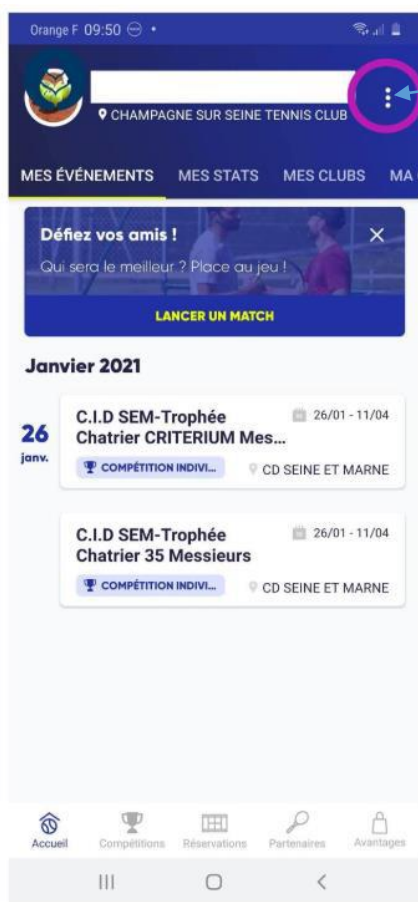 Orange F 09:50
CHAMPAGNE SUR SEINE TENNIS CLUB
MES ÉVÉNEMENTS MES STATS MES CLUBS MA
Défiez vos amis !
Qui sera le meilleur ? Place au jeu !
LANCER UN MATCH
Janvier 2021
26
janv.
C.I.D SEM-Trophée
Chatrier CRITERIUM Mes...
26/01 - 11/04
COMPÉTITION INDIVI... CD SEINE ET MARNE
C.I.D SEM-Trophée
Chatrier 35 Messieurs
26/01 - 11/04
COMPÉTITION INDIVI... CD SEINE ET MARNE
Accueil Compétitions Réservations Partenaires Avantages